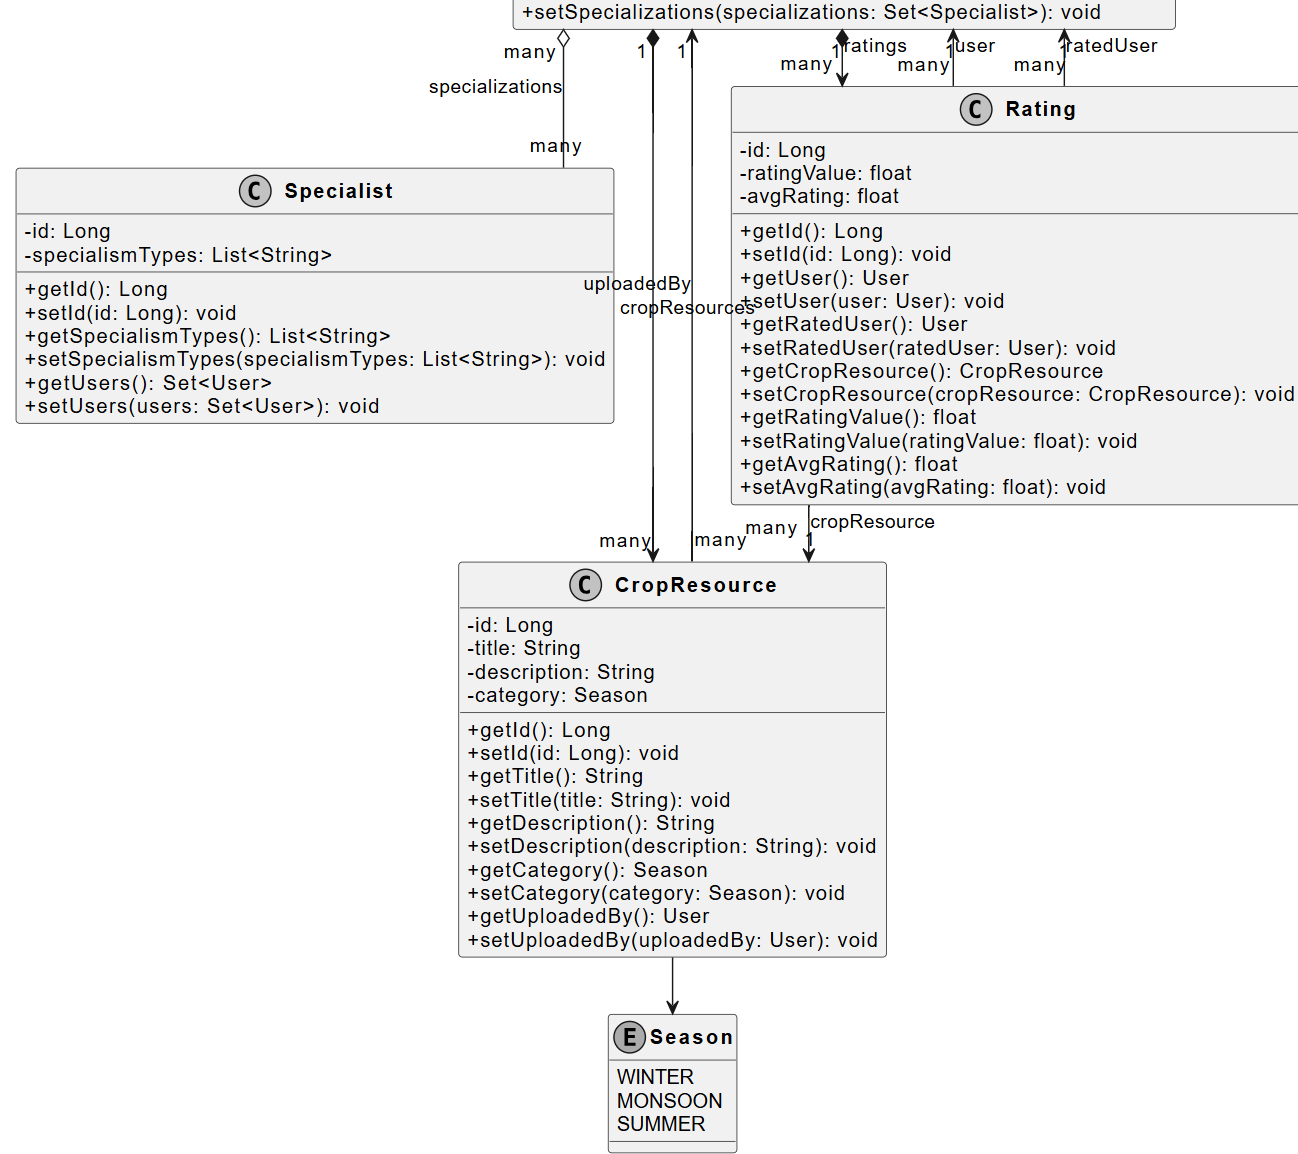 +setSpecializations(specializations: Set<Specialist>): void
many
specializations
many
1
1
uploadedBy
cropResources
many
many
1
ratings
many
1
user
many
1
ratedUser
many
C Specialist
-id: Long
-specialismTypes: List<String>
+getId(): Long
+setId(id: Long): void
+getSpecialismTypes(): List<String>
+setSpecialismTypes(specialismTypes: List<String>): void
+getUsers(): Set<User>
+setUsers(users: Set<User>): void
C Rating
-id: Long
-ratingValue: float
-avgRating: float
+getId(): Long
+setId(id: Long): void
+getUser(): User
+setUser(user: User): void
+getRatedUser(): User
+setRatedUser(ratedUser: User): void
+getCropResource(): CropResource
+setCropResource(cropResource: CropResource): void
+getRatingValue(): float
+setRatingValue(ratingValue: float): void
+getAvgRating(): float
+setAvgRating(avgRating: float): void
many
cropResource
1
C CropResource
-id: Long
-title: String
-description: String
-category: Season
+getId(): Long
+setId(id: Long): void
+getTitle(): String
+setTitle(title: String): void
+getDescription(): String
+setDescription(description: String): void
+getCategory(): Season
+setCategory(category: Season): void
+getUploadedBy(): User
+setUploadedBy(uploadedBy: User): void
E Season
WINTER
MONSOON
SUMMER